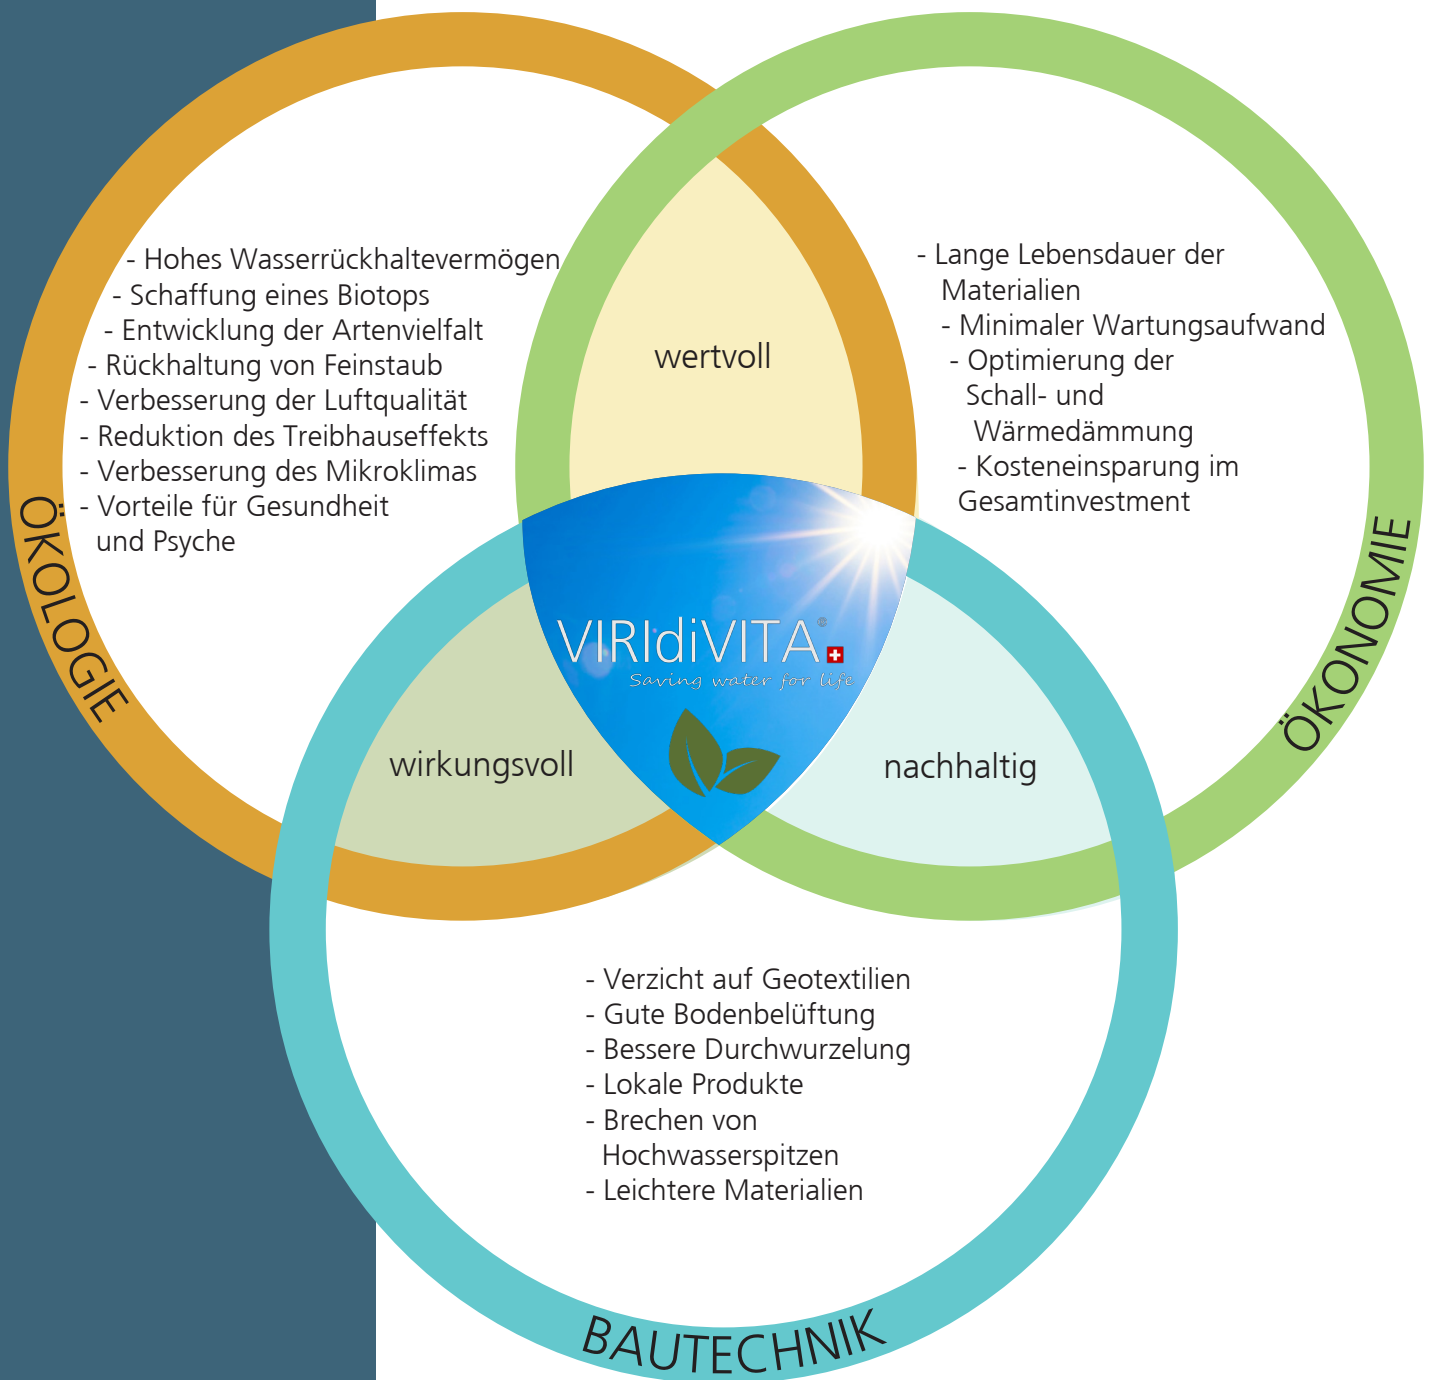 - Hohes Wasserrückhaltevermögen
- Schaffung eines Biotops
- Entwicklung der Artenvielfalt
- Rückhaltung von Feinstaub
- Verbesserung der Luftqualität
- Reduktion des Treibhauseffekts
- Verbesserung des Mikroklimas
- Vorteile für Gesundheit
und Psyche
ÖKOLOGIE
wertvoll
- Lange Lebensdauer der
Materialien
- Minimaler Wartungsaufwand
- Optimierung der
Schall- und
Wärmedämmung
- Kosteneinsparung im
Gesamtinvestment
ÖKONOMIE
VIRIdiVITA®
Saving water for life
wirkungsvoll
nachhaltig
- Verzicht auf Geotextilien
- Gute Bodenbelüftung
- Bessere Durchwurzelung
- Lokale Produkte
- Brechen von
Hochwasserspitzen
- Leichtere Materialien
BAUTECHNIK